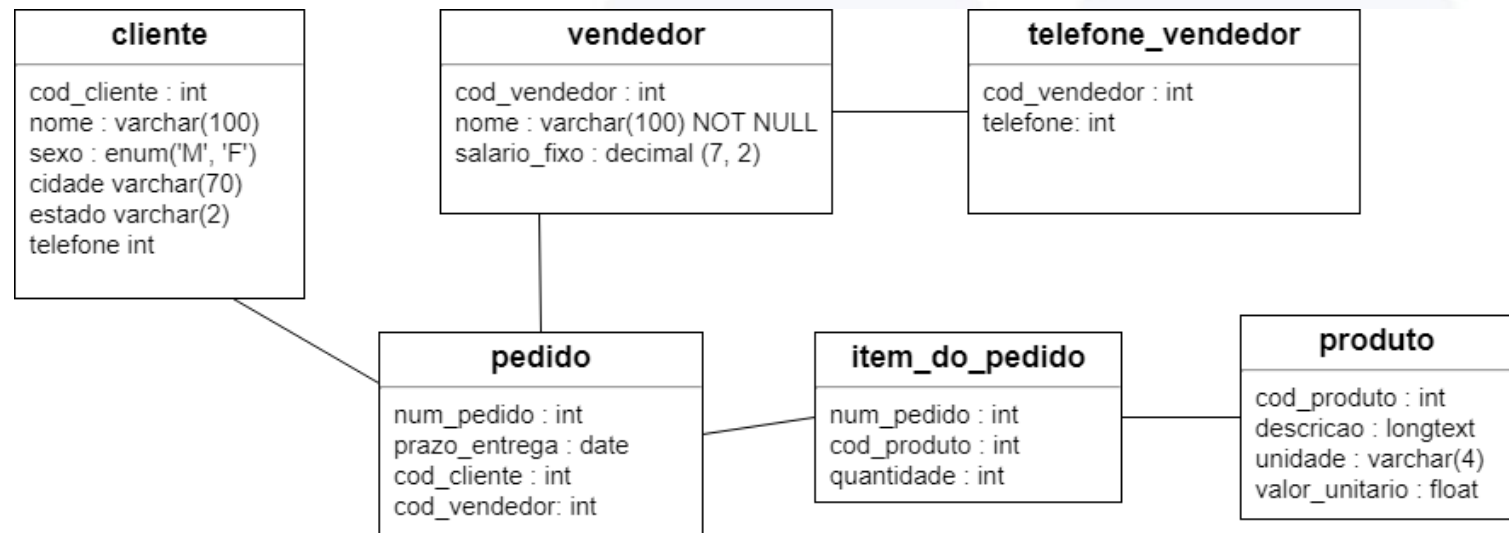 cliente
cod_cliente : int
nome : varchar(100)
sexo : enum('M', 'F')
cidade varchar(70)
estado varchar(2)
telefone int
vendedor
cod_vendedor : int
nome : varchar(100) NOT NULL
salario_fixo : decimal (7, 2)
telefone_vendedor
cod_vendedor : int
telefone: int
pedido
num_pedido : int
prazo_entrega : date
cod_cliente : int
cod_vendedor: int
item_do_pedido
num_pedido : int
cod_produto : int
quantidade : int
produto
cod_produto : int
descricao : longtext
unidade : varchar(4)
valor_unitario : float